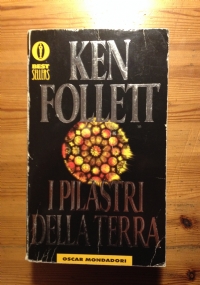 BEST
SELLERS
KEN
FOLLETT
I PILASTRI
DELLA TERRA
OSCAR MONDADORI